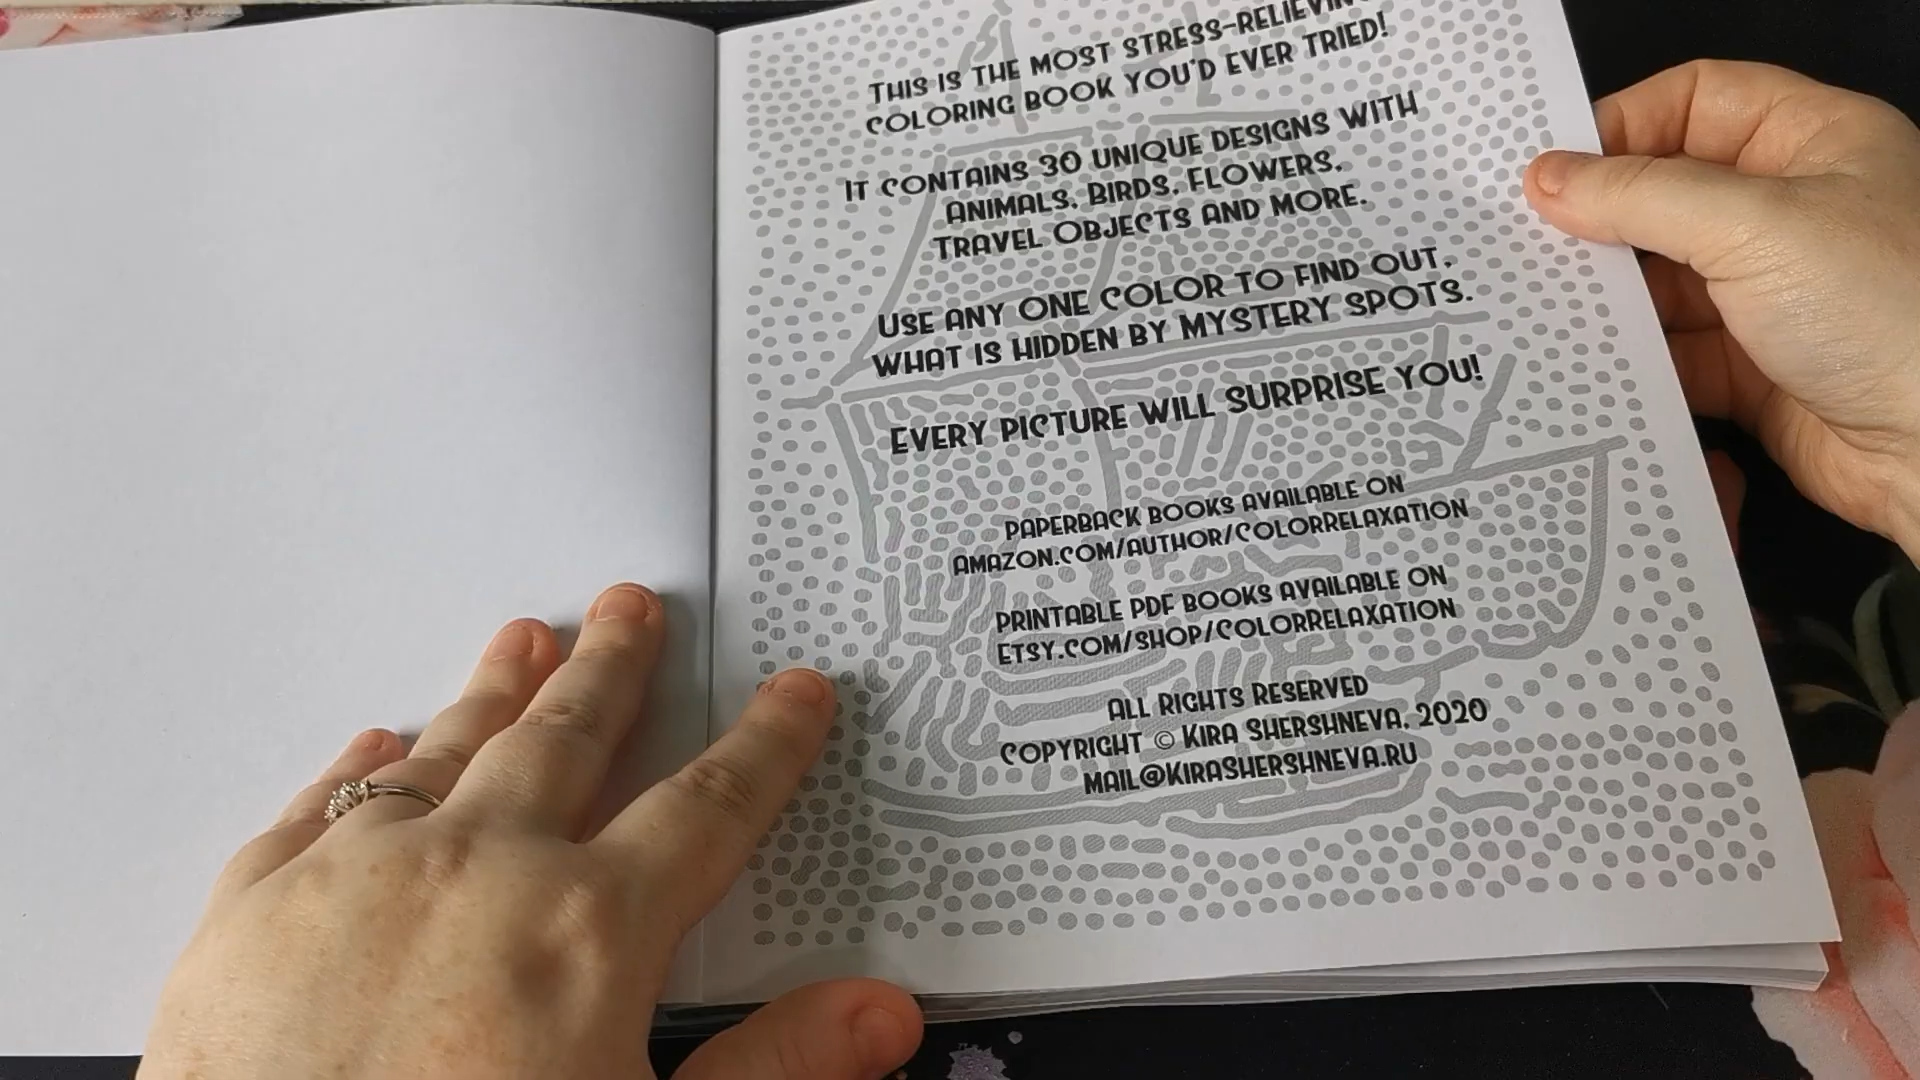 THIS IS THE MOST STRESS-RELIEVING
COLORING BOOK YOU'D EVER TRIED!
IT CONTAINS 30 UNIQUE DESIGNS WITH
ANIMALS, BIRDS, FLOWERS,
TRAVEL OBJECTS AND MORE.
USE ANY ONE COLOR TO FIND OUT,
WHAT IS HIDDEN BY MYSTERY SPOTS.
EVERY PICTURE WILL SURPRISE YOU!
PAPERBACK BOOKS AVAILABLE ON
AMAZON.COM/AUTHOR/COLORRELAXATION
PRINTABLE PDF BOOKS AVAILABLE ON
ETSY.COM/SHOP/COLORRELAXATION
ALL RIGHTS RESERVED
COPYRIGHT © KIRA SHERSHNEVA, 2020
MAIL@KIRASHERSHNEVA.RU